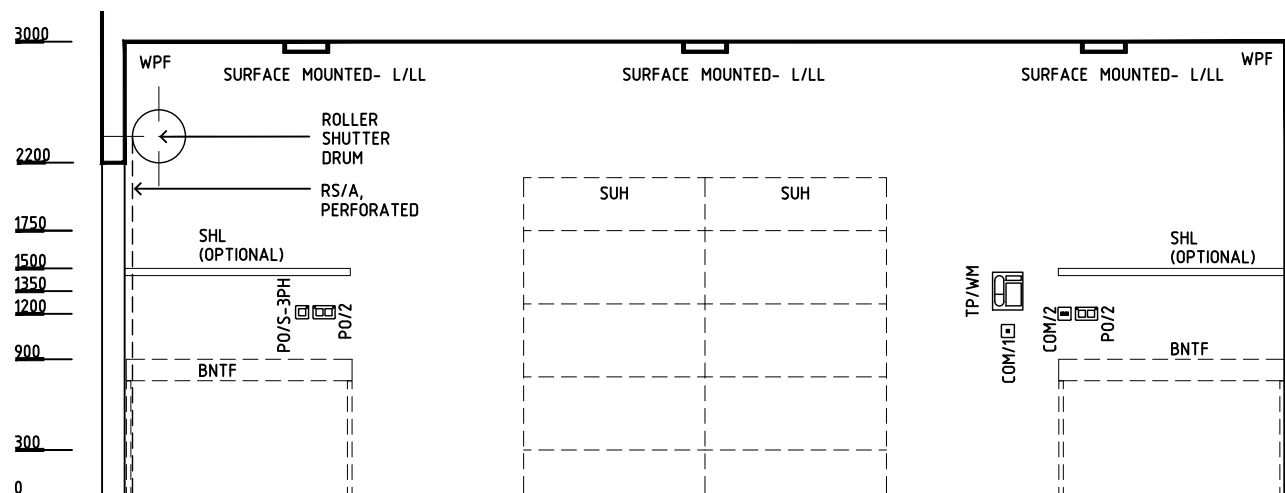 3000
WPF
SURFACE MOUNTED- L/LL
SURFACE MOUNTED- L/LL
SURFACE MOUNTED- L/LL
WPF
ROLLER
SHUTTER
DRUM
2200
RS/A,
PERFORATED
SUH
SUH
1750
SHL
(OPTIONAL)
SHL
(OPTIONAL)
1500
1350
1200
PO/S-3PH
PO/2
TP/WM
COM/1
COM/2
PO/2
900
BNTF
BNTF
300
0